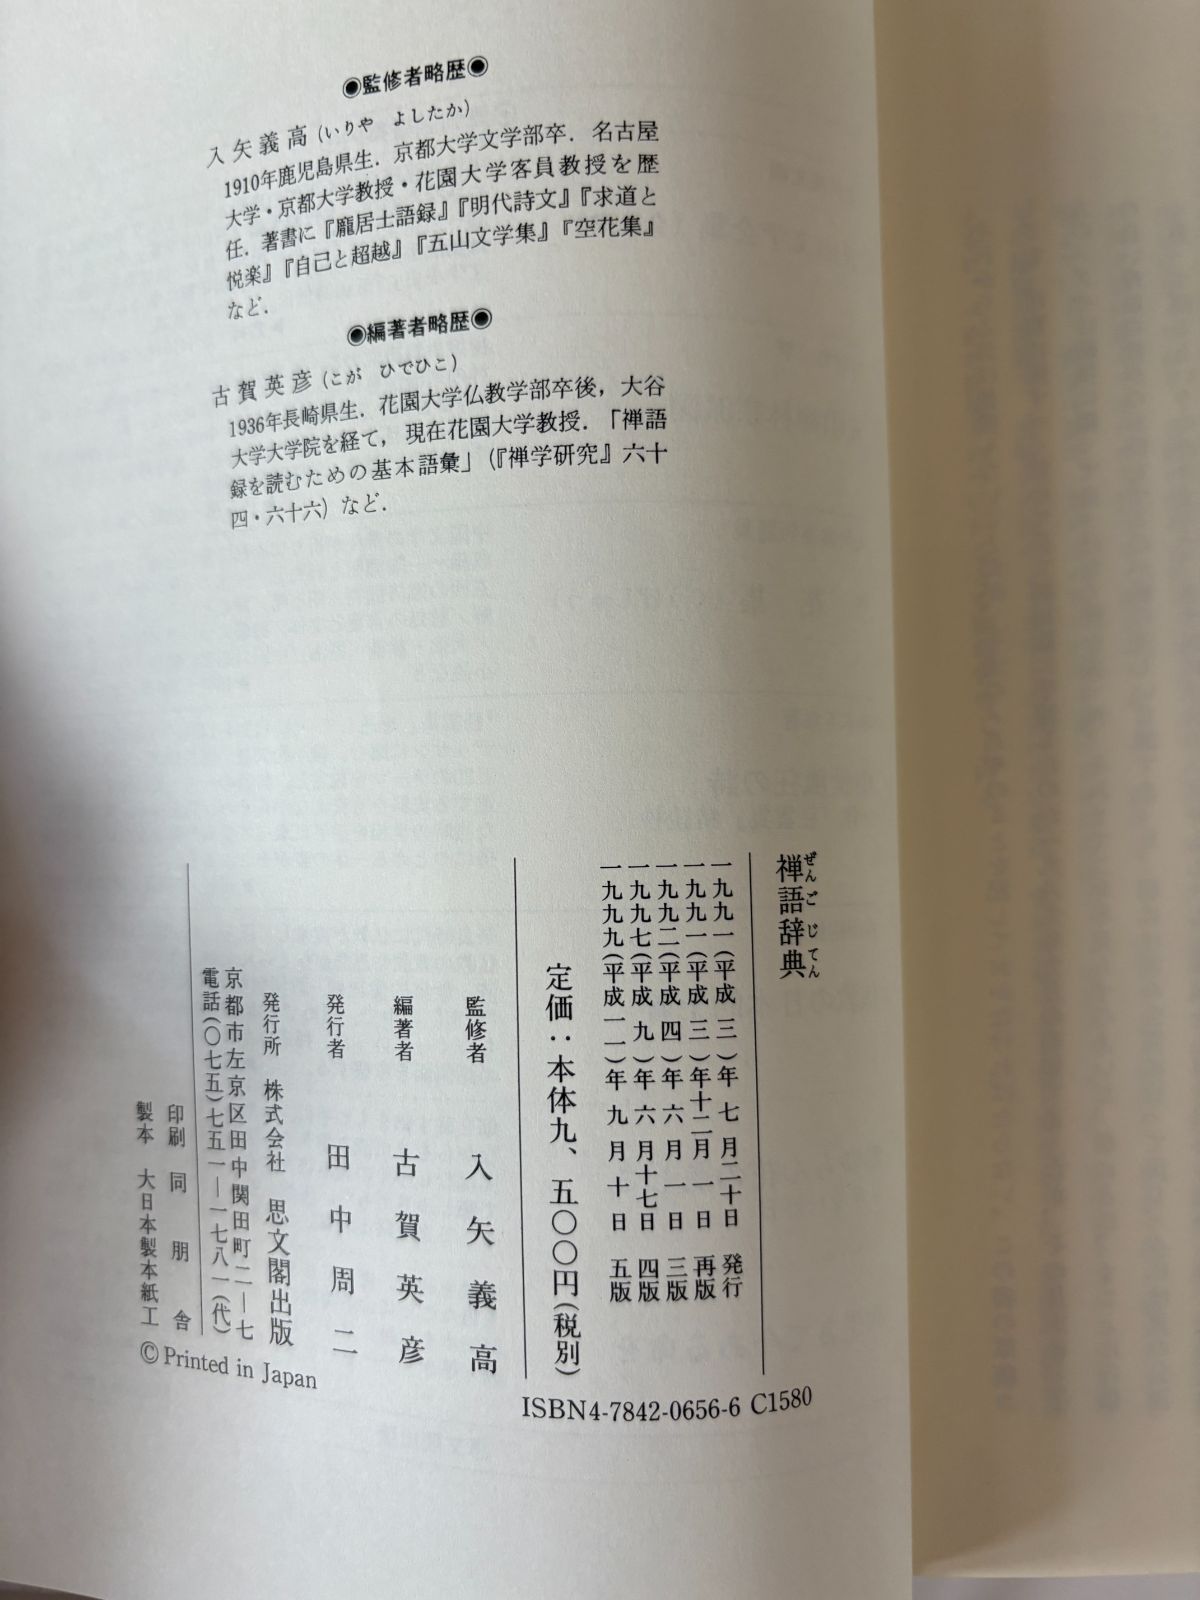 ◉監修者略歴◉
入矢義高(いりや よしたか)
1910年鹿児島県生．京都大学文学部卒．名古屋
大学・京都大学教授・花園大学客員教授を歴
任．著書に『龐居士語録』『明代詩文』『求道と
悦楽』『自己と超越』『五山文学集』『空花集』
など．
◉編著者略歴◉
古賀英彦(こが ひでひこ)
1936年長崎県生．花園大学仏教学部卒後，大谷
大学大学院を経て，現在花園大学教授．「禅語
録を読むための基本語彙」(『禅学研究』六十
四・六十六) など．
禅語辞典
ぜんごじてん
一九九一(平成三)年七月二十日 発行
一九九一(平成三)年十二月一日 再版
一九九二(平成四)年六月一日 三版
一九九七(平成九)年六月十七日 四版
一九九九(平成一一)年九月十日 五版
定価：本体九、五〇〇円(税別)
監修者 入矢義高
編著者 古賀英彦
発行者 田中周二
発行所 株式会社 思文閣出版
京都市左京区田中関田町二―七
電話(〇七五)七五一―一七八一(代)
印刷 同朋舎
製本 大日本製本紙工
© Printed in Japan
ISBN4-7842-0656-6 C1580